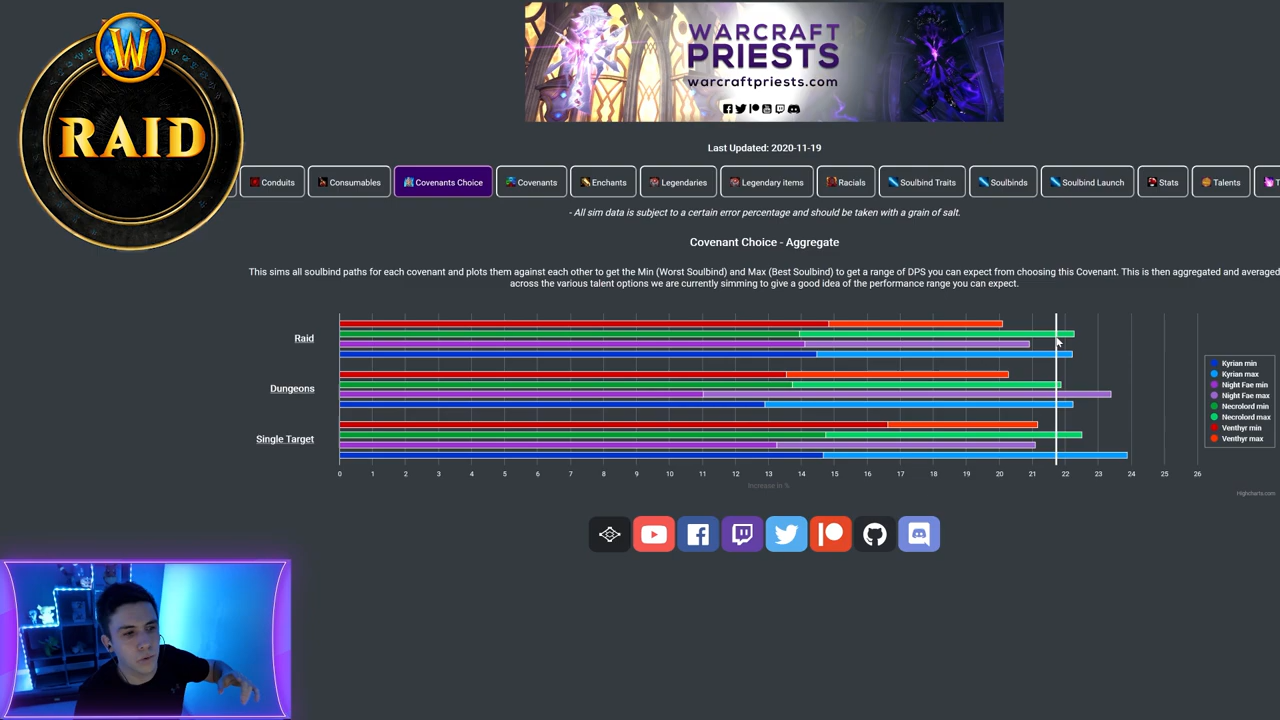 W
RAID
WARCRAFT
PRIESTS
warcraftpriests.com
Last Updated: 2020-11-19
Conduits
Consumables
Covenants Choice
Covenants
Enchants
Legendaries
Legendary items
Racials
Soulbind Traits
Soulbinds
Soulbind Launch
Stats
Talents
T
- All sim data is subject to a certain error percentage and should be taken with a grain of salt.
Covenant Choice - Aggregate
This sims all soulbind paths for each covenant and plots them against each other to get the Min (Worst Soulbind) and Max (Best Soulbind) to get a range of DPS you can expect from choosing this Covenant. This is then aggregated and averaged
across the various talent options we are currently simming to give a good idea of the performance range you can expect.
Raid
Dungeons
Single Target
Kyrian min
Kyrian max
Night Fae min
Night Fae max
Necrolord min
Necrolord max
Venthyr min
Venthyr max
0 1 2 3 4 5 6 7 8 9 10 11 12 13 14 15 16 17 18 19 20 21 22 23 24 25 26
Increase in %
Highcharts.com